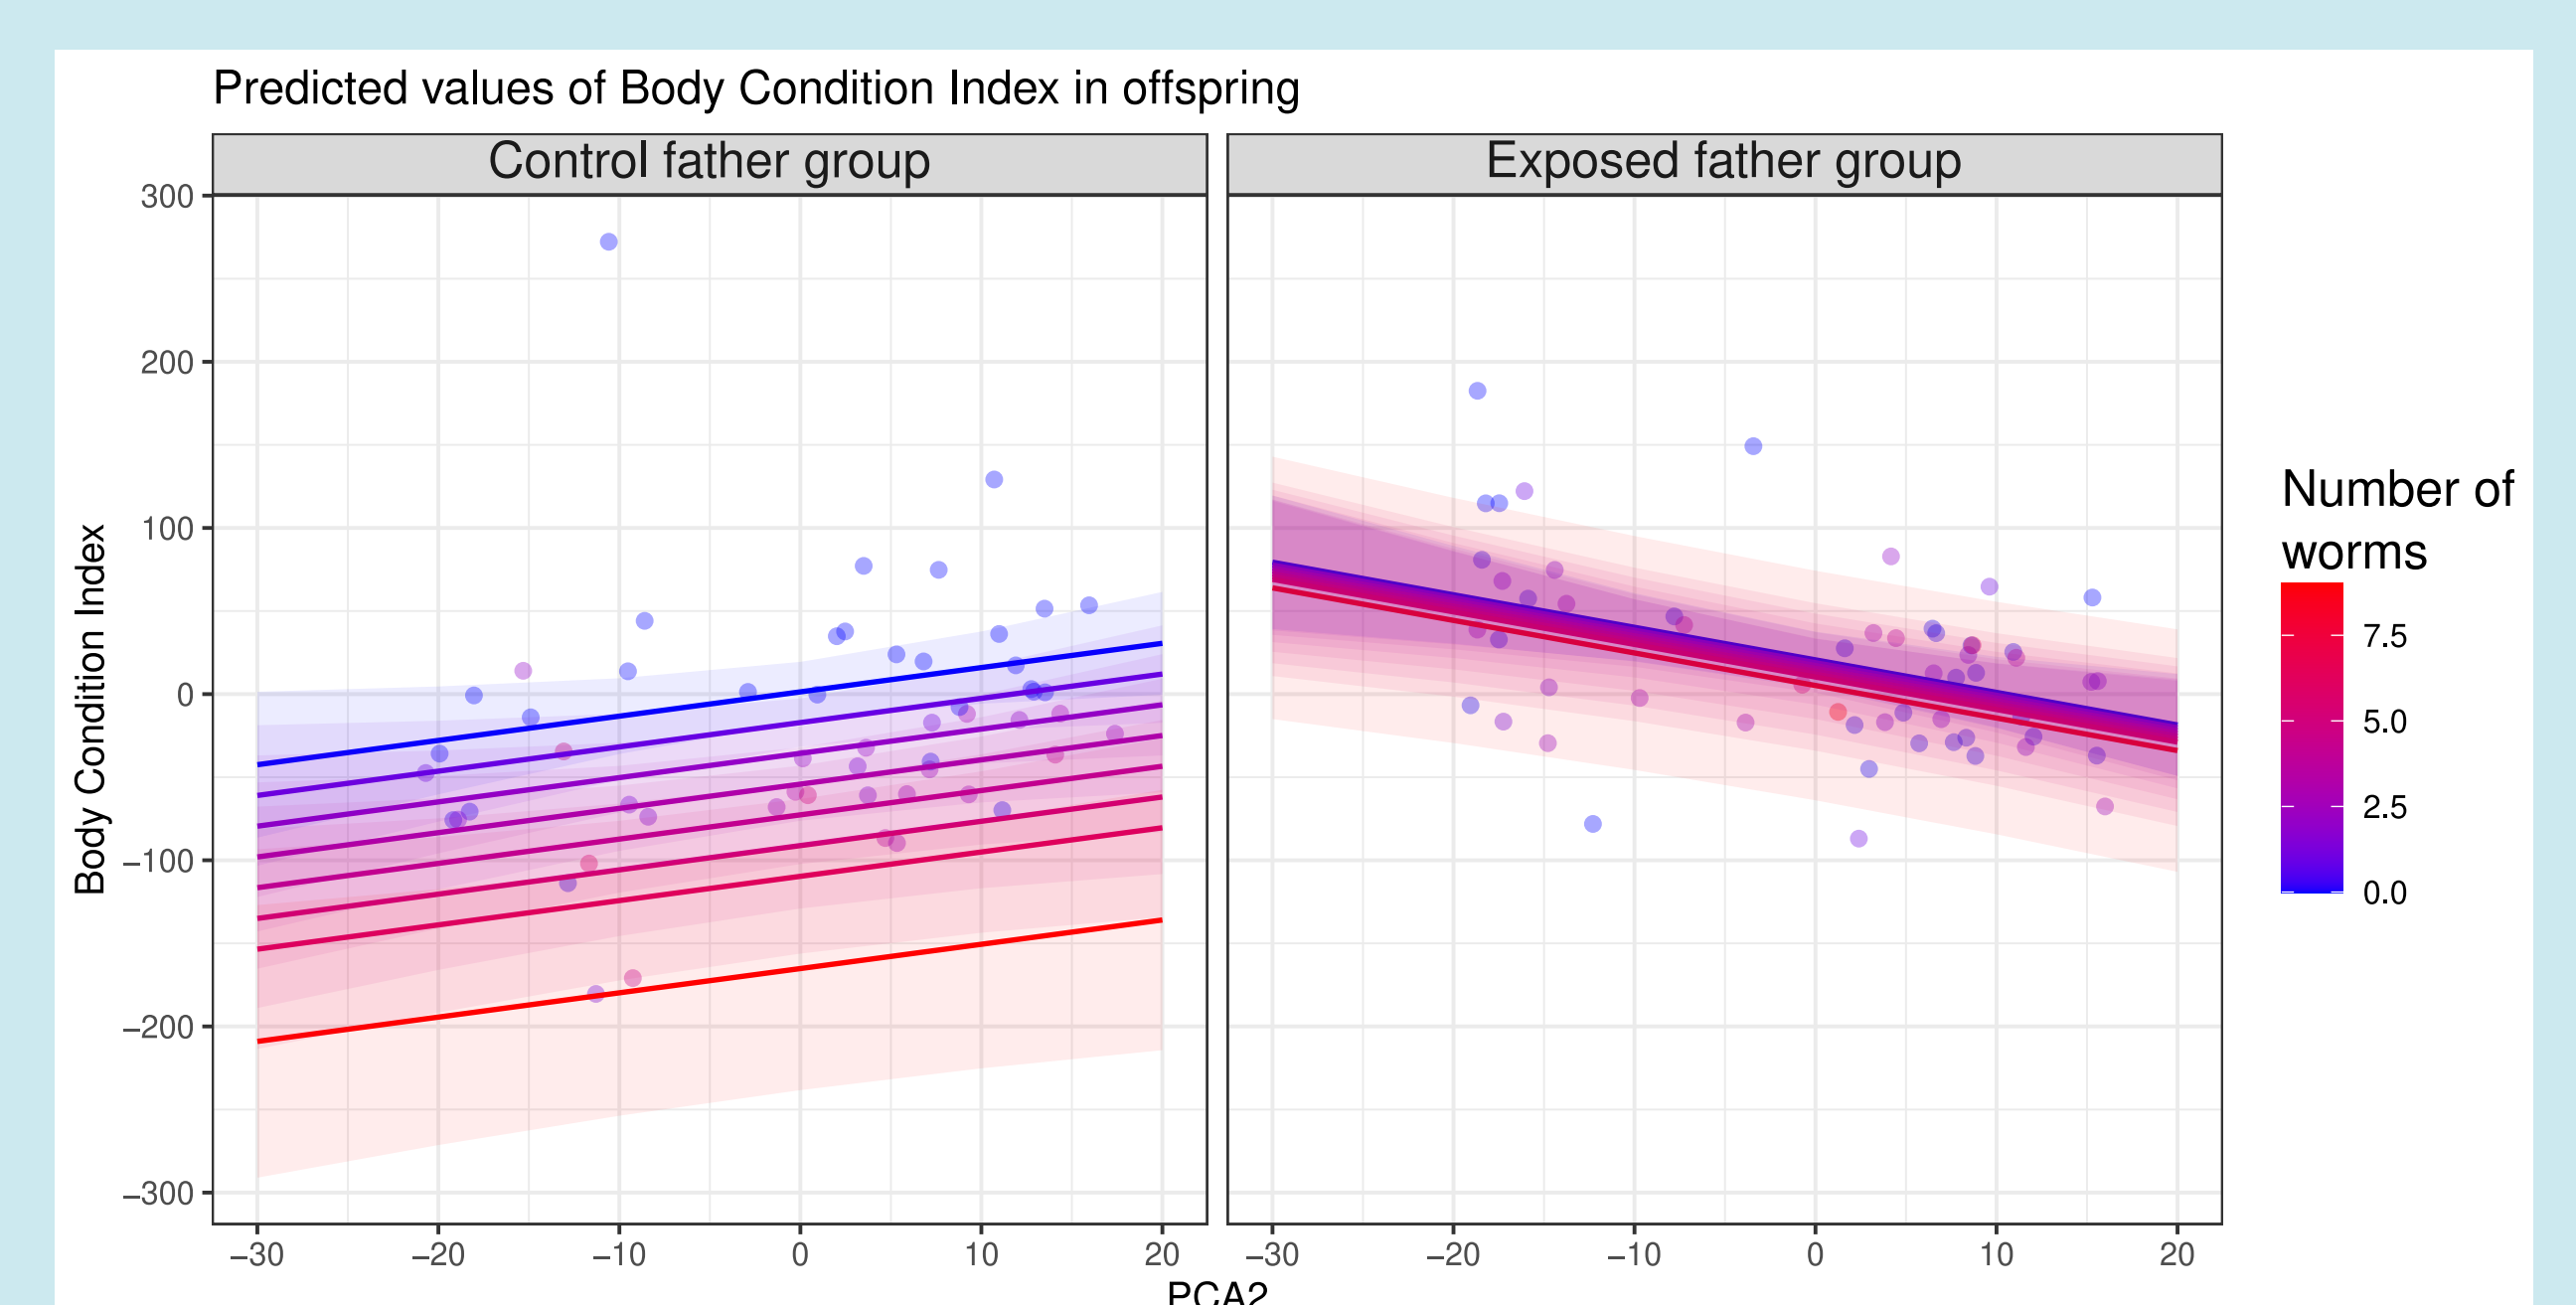 Predicted values of Body Condition Index in offspring
Control father group
Exposed father group
300
200
100
0
−100
−200
−300
Body Condition Index
−30 −20 −10 0 10 20
−30 −20 −10 0 10 20
PCA2
Number of
worms
7.5
5.0
2.5
0.0